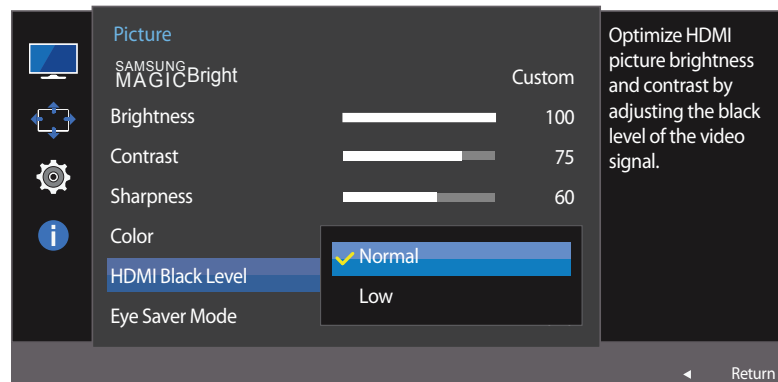 Picture
SAMSUNG
MAGICBright Custom
Brightness 100
Contrast 75
Sharpness 60
Color
HDMI Black Level
Eye Saver Mode
Normal
Low
Optimize HDMI
picture brightness
and contrast by
adjusting the black
level of the video
signal.
Return